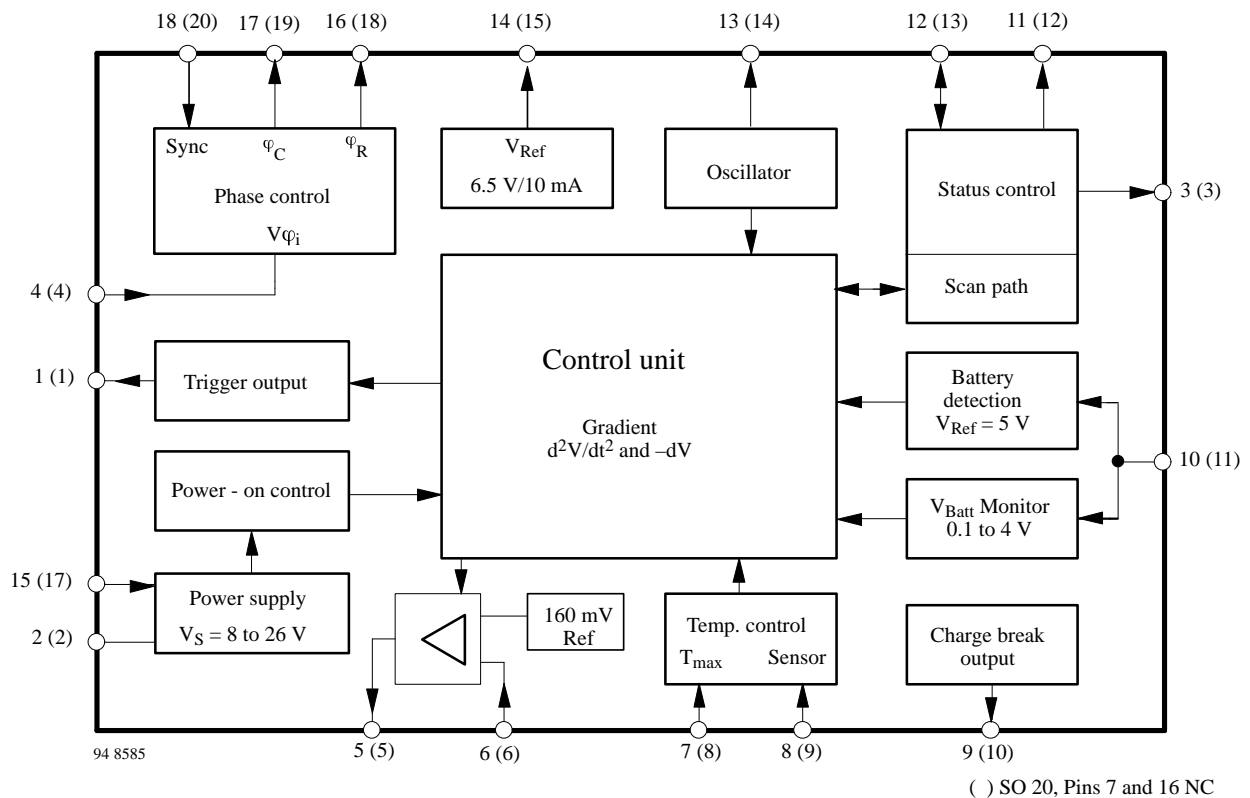 18 (20)
17 (19)
16 (18)
14 (15)
13 (14)
12 (13)
11 (12)
Sync
φC
φR
Phase control
Vφi
VRef
6.5 V/10 mA
Oscillator
Status control
Scan path
3 (3)
4 (4)
1 (1)
Trigger output
Control unit
Gradient
d²V/dt² and –dV
Battery
detection
VRef = 5 V
10 (11)
Power - on control
VBatt Monitor
0.1 to 4 V
15 (17)
2 (2)
Power supply
VS = 8 to 26 V
160 mV
Ref
Temp. control
Tmax
Sensor
Charge break
output
94 8585
5 (5)
6 (6)
7 (8)
8 (9)
9 (10)
( ) SO 20, Pins 7 and 16 NC